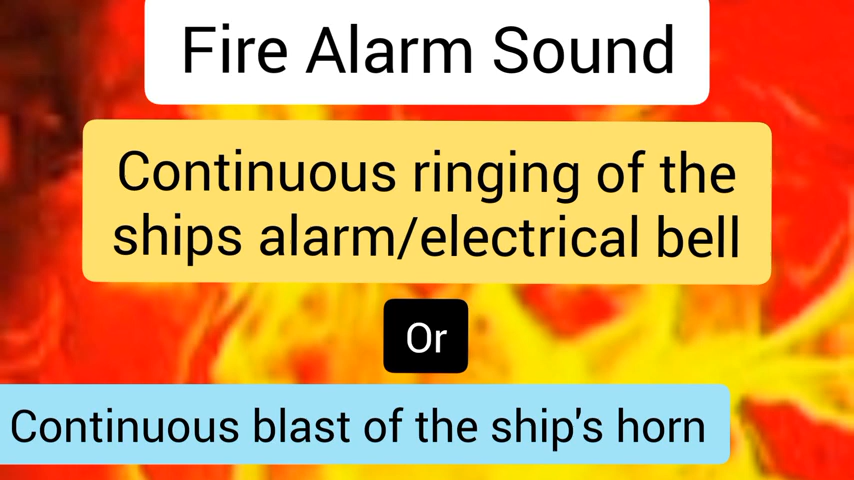 Fire Alarm Sound
Continuous ringing of the
ships alarm/electrical bell
Or
Continuous blast of the ship's horn